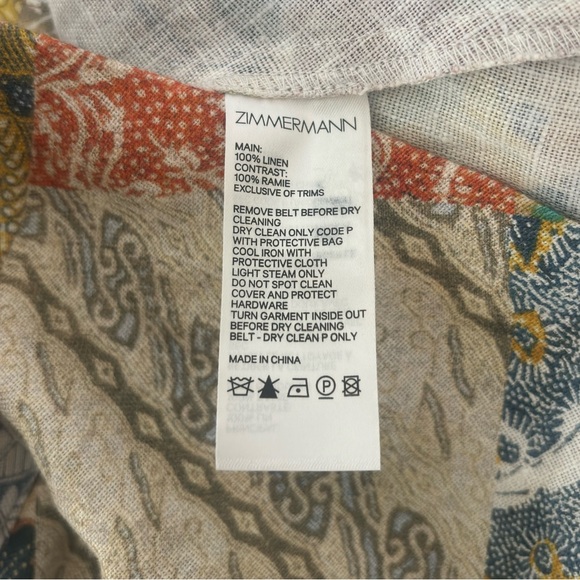 ZIMMERMANN
MAIN:
100% LINEN
CONTRAST:
100% RAMIE
EXCLUSIVE OF TRIMS
REMOVE BELT BEFORE DRY
CLEANING
DRY CLEAN ONLY CODE P
WITH PROTECTIVE BAG
COOL IRON WITH
PROTECTIVE CLOTH
LIGHT STEAM ONLY
DO NOT SPOT CLEAN
COVER AND PROTECT
HARDWARE
TURN GARMENT INSIDE OUT
BEFORE DRY CLEANING
BELT - DRY CLEAN P ONLY
MADE IN CHINA
P